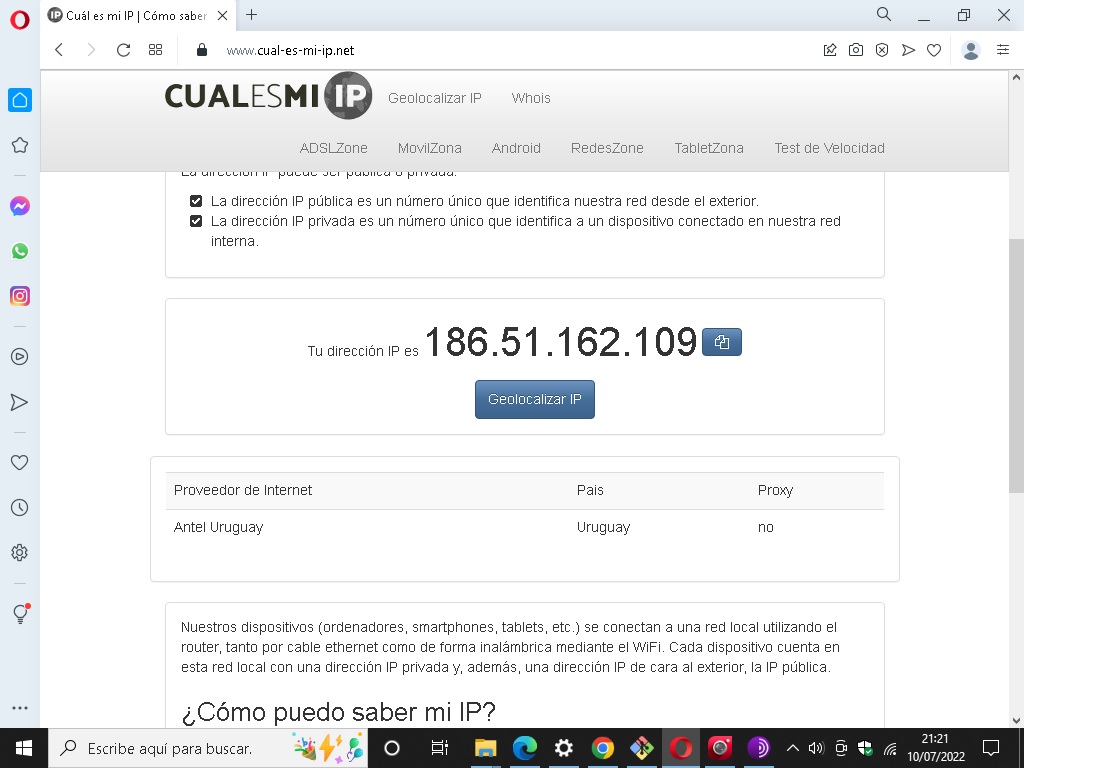 Cuál es mi IP | Cómo saber
www.cual-es-mi-ip.net
CUALESMI IP
Geolocalizar IP
Whois
ADSLZone
MovilZona
Android
RedesZone
TabletZona
Test de Velocidad
La dirección IP puede ser pública o privada.
La dirección IP pública es un número único que identifica nuestra red desde el exterior.
La dirección IP privada es un número único que identifica a un dispositivo conectado en nuestra red
interna.
Tu dirección IP es 186.51.162.109
Geolocalizar IP
Proveedor de Internet Pais Proxy
Antel Uruguay Uruguay no
Nuestros dispositivos (ordenadores, smartphones, tablets, etc.) se conectan a una red local utilizando el
router, tanto por cable ethernet como de forma inalámbrica mediante el WiFi. Cada dispositivo cuenta en
esta red local con una dirección IP privada y, además, una dirección IP de cara al exterior, la IP pública.
¿Cómo puedo saber mi IP?
Escribe aquí para buscar.
21:21
10/07/2022